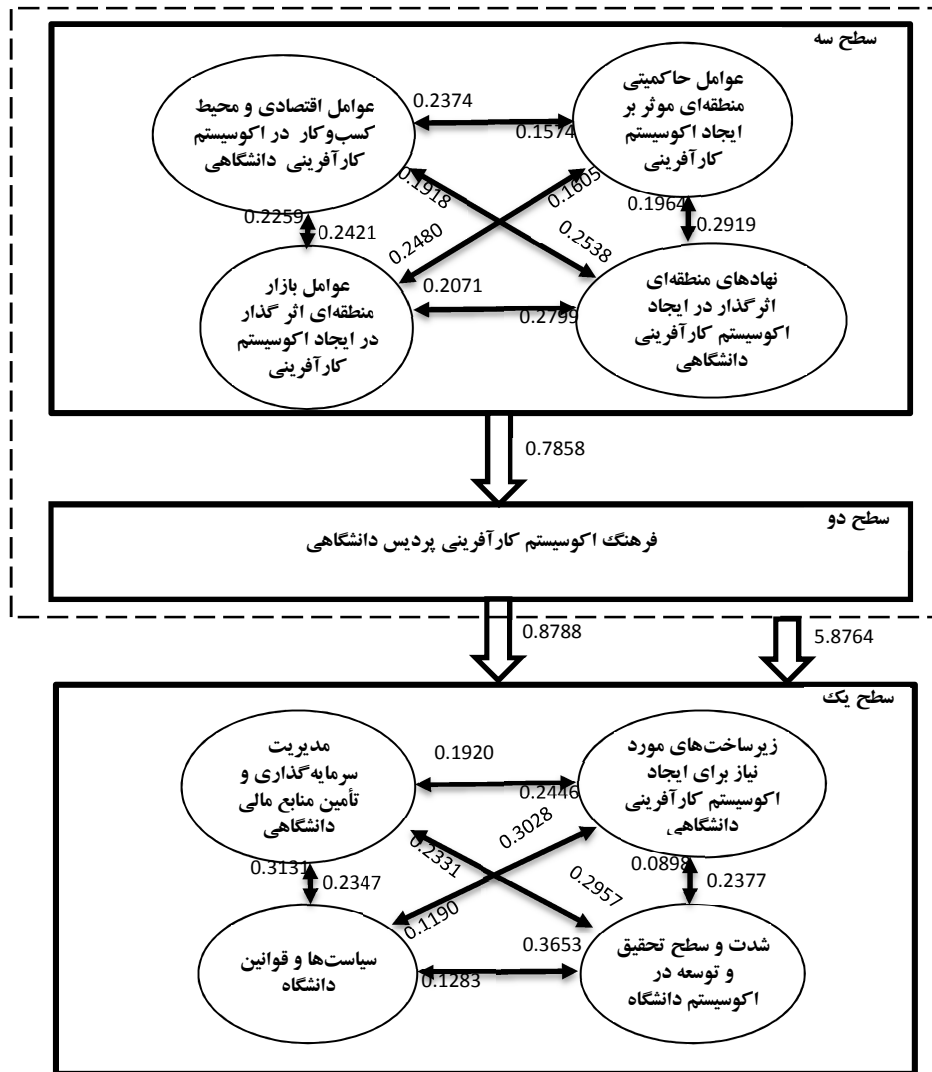 سطح سه
عوامل حاکمیتی
منطقه‌ای موثر بر
ایجاد اکوسیستم
کارآفرینی
عوامل اقتصادی و محیط
کسب‌وکار در اکوسیستم
کارآفرینی دانشگاهی
0.2374
0.1574
0.1918
0.1605
0.2259
0.2421
0.2480
0.2538
0.1964
0.2919
نهادهای منطقه‌ای
اثرگذار در ایجاد
اکوسیستم کارآفرینی
دانشگاهی
عوامل بازار
منطقه‌ای اثر گذار
در ایجاد اکوسیستم
کارآفرینی
0.2071
0.2799
0.7858
سطح دو
فرهنگ اکوسیستم کارآفرینی پردیس دانشگاهی
0.8788
5.8764
سطح یک
زیرساخت‌های مورد
نیاز برای ایجاد
اکوسیستم کارآفرینی
دانشگاهی
مدیریت
سرمایه‌گذاری و
تأمین منابع مالی
دانشگاهی
0.1920
0.2446
0.3028
0.2331
0.3131
0.2347
0.1190
0.2957
0.0898
0.2377
شدت و سطح تحقیق
و توسعه در
اکوسیستم دانشگاه
سیاست‌ها و قوانین
دانشگاه
0.3653
0.1283